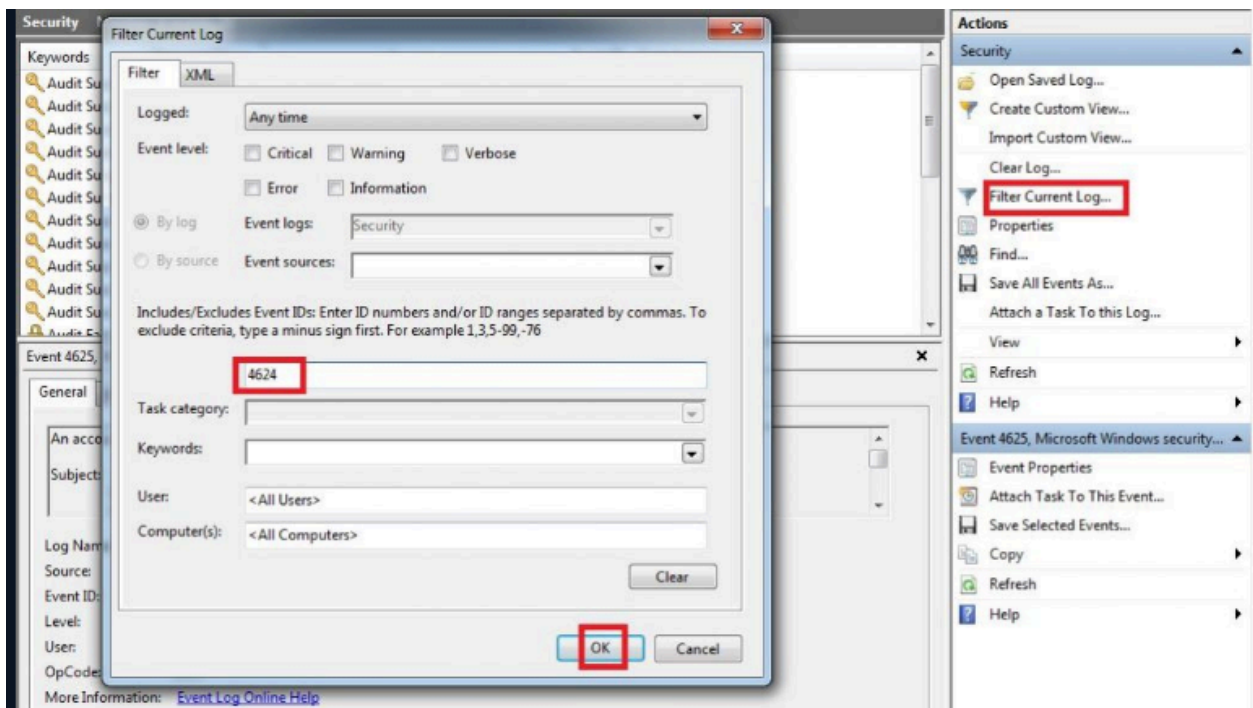 Security
Keywords
Audit Su
Audit Su
Audit Su
Audit Su
Audit Su
Audit Su
Audit Su
Audit Su
Audit Su
Audit Su
Audit Su
Event 4625,
General
An acco
Subject:
Log Nam
Source:
Event ID:
Level:
User:
OpCode:
More Information: Event Log Online Help
Filter Current Log
Filter XML
Logged: Any time
Event level: Critical Warning Verbose
Error Information
By log Event logs: Security
By source Event sources:
Includes/Excludes Event IDs: Enter ID numbers and/or ID ranges separated by commas. To
exclude criteria, type a minus sign first. For example 1,3,5-99,-76
4624
Task category:
Keywords:
User: <All Users>
Computer(s): <All Computers>
Clear
OK Cancel
Actions
Security
Open Saved Log...
Create Custom View...
Import Custom View...
Clear Log...
Filter Current Log...
Properties
Find...
Save All Events As...
Attach a Task To this Log...
View
Refresh
Help
Event 4625, Microsoft Windows security...
Event Properties
Attach Task To This Event...
Save Selected Events...
Copy
Refresh
Help